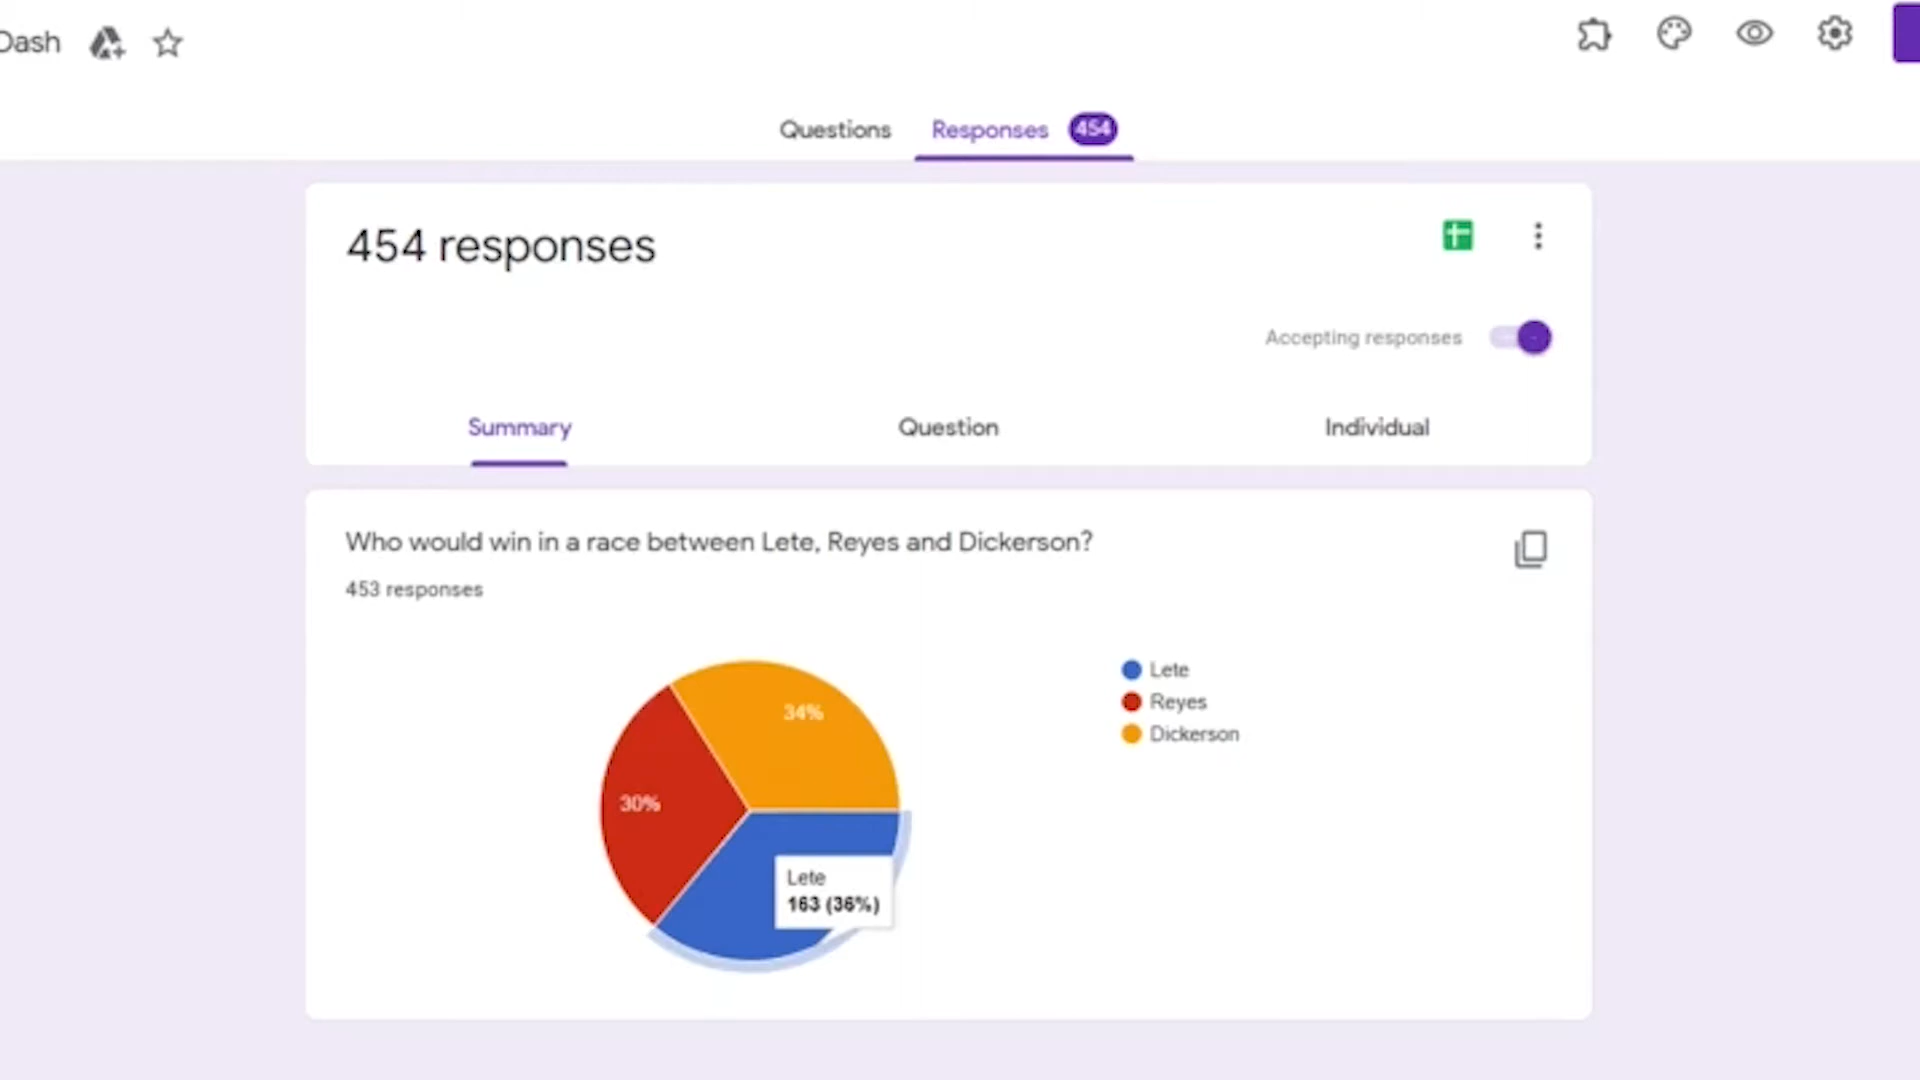 Dash
Questions
Responses 454
454 responses
Accepting responses
Summary
Question
Individual
Who would win in a race between Lete, Reyes and Dickerson?
453 responses
34%
30%
Lete
163 (36%)
Lete
Reyes
Dickerson